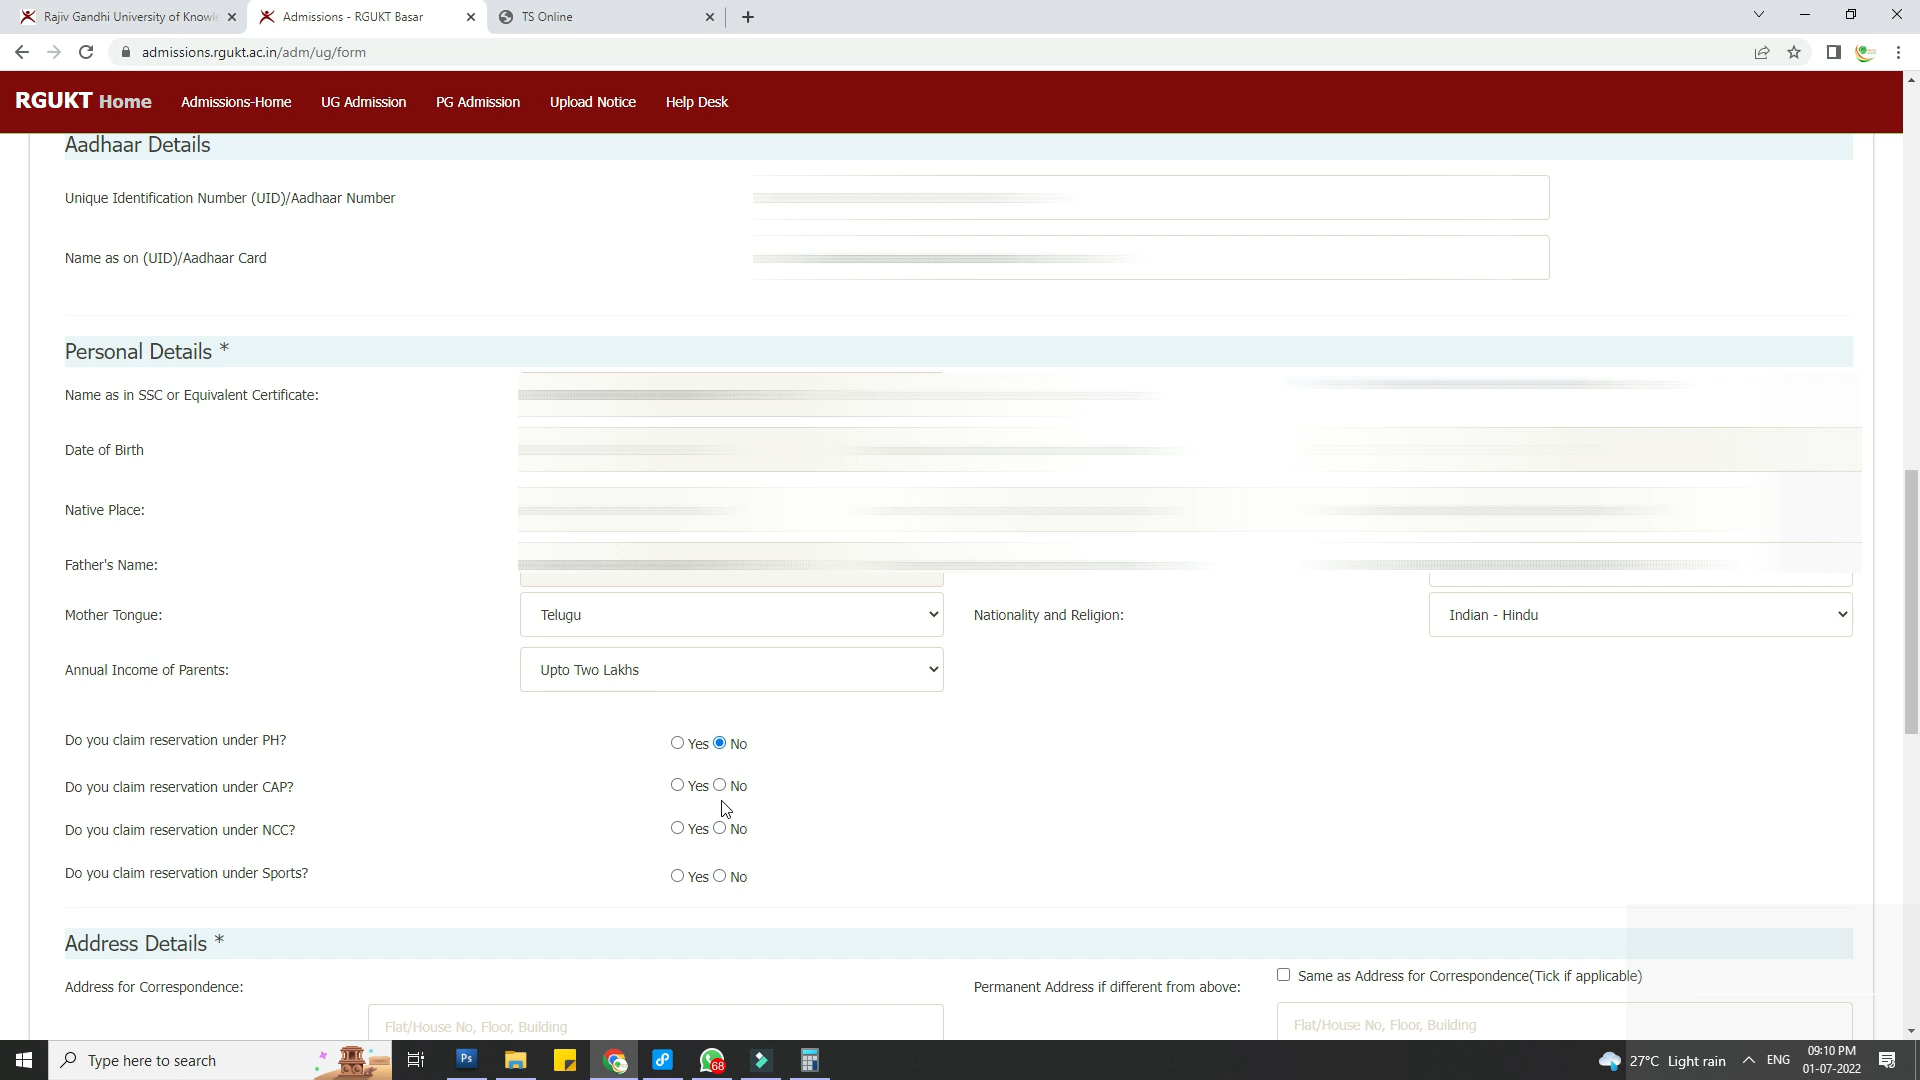 Rajiv Gandhi University of Knowl
Admissions - RGUKT Basar
TS Online
admissions.rgukt.ac.in/adm/ug/form
RGUKT Home Admissions-Home UG Admission PG Admission Upload Notice Help Desk
Aadhaar Details
Unique Identification Number (UID)/Aadhaar Number
Name as on (UID)/Aadhaar Card
Personal Details *
Name as in SSC or Equivalent Certificate:
Date of Birth
Native Place:
Father's Name:
Mother Tongue: Telugu Nationality and Religion: Indian - Hindu
Annual Income of Parents: Upto Two Lakhs
Do you claim reservation under PH? Yes No
Do you claim reservation under CAP? Yes No
Do you claim reservation under NCC? Yes No
Do you claim reservation under Sports? Yes No
Address Details *
Address for Correspondence: Permanent Address if different from above: Same as Address for Correspondence(Tick if applicable)
Flat/House No, Floor, Building Flat/House No, Floor, Building
Type here to search Ps 68 27°C Light rain ENG 09:10 PM
01-07-2022